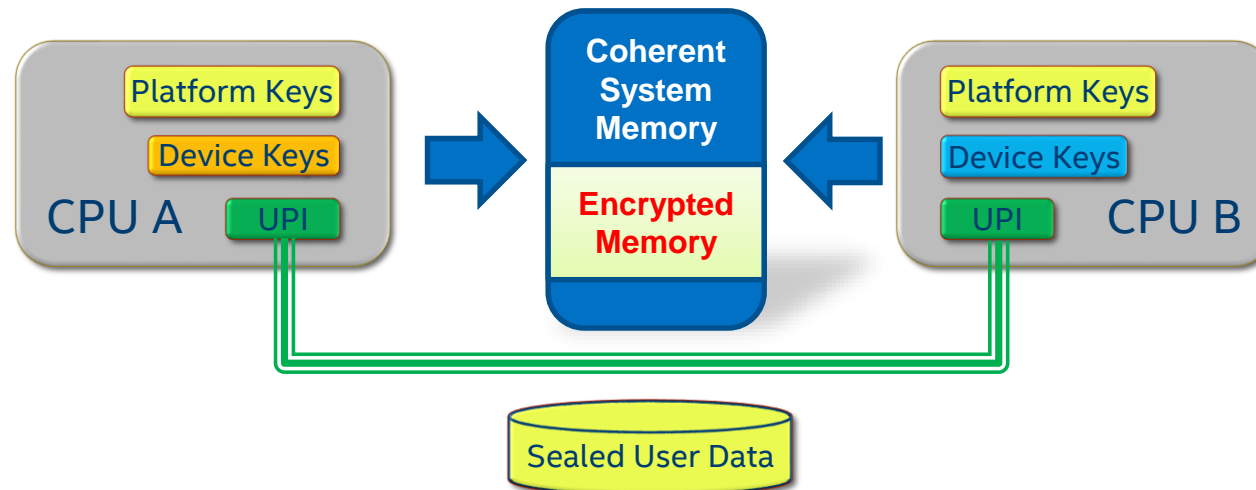 Platform Keys
Device Keys
CPU A
UPI
Coherent
System
Memory
Encrypted
Memory
Platform Keys
Device Keys
UPI
CPU B
Sealed User Data